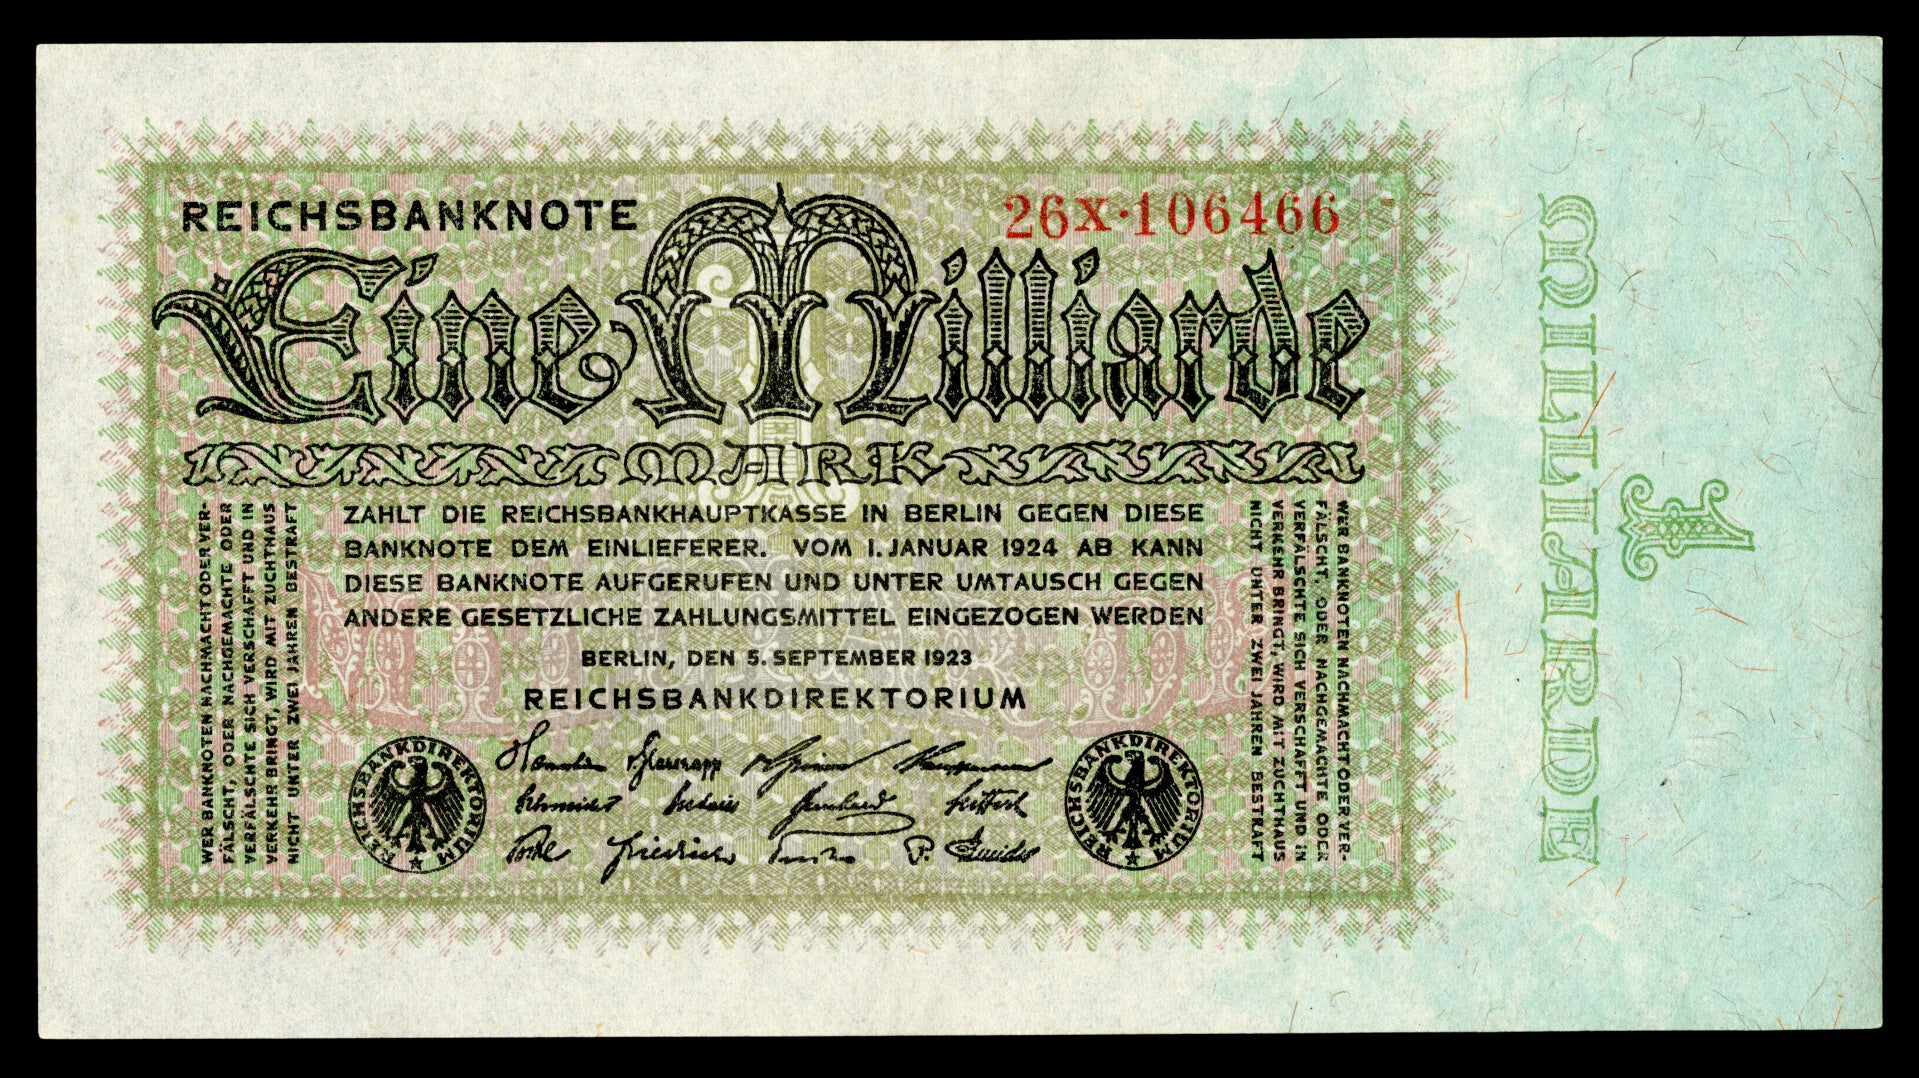 REICHSBANKNOTE
26X·106466
Eine Milliarde
MARK
ZAHLT DIE REICHSBANKHAUPTKASSE IN BERLIN GEGEN DIESE
BANKNOTE DEM EINLIEFERER. VOM 1. JANUAR 1924 AB KANN
DIESE BANKNOTE AUFGERUFEN UND UNTER UMTAUSCH GEGEN
ANDERE GESETZLICHE ZAHLUNGSMITTEL EINGEZOGEN WERDEN
BERLIN, DEN 5. SEPTEMBER 1923
REICHSBANKDIREKTORIUM
WER BANKNOTEN NACHMACHT ODER VER-
FÄLSCHT, ODER NACHGEMACHTE ODER
VERFÄLSCHTE SICH VERSCHAFFT UND IN
VERKEHR BRINGT, WIRD MIT ZUCHTHAUS
NICHT UNTER ZWEI JAHREN BESTRAFT
WER BANKNOTEN NACHMACHT ODER VER-
FÄLSCHT, ODER NACHGEMACHTE ODER
VERFÄLSCHTE SICH VERSCHAFFT UND IN
VERKEHR BRINGT, WIRD MIT ZUCHTHAUS
NICHT UNTER ZWEI JAHREN BESTRAFT
REICHSBANKDIREKTORIUM
REICHSBANKDIREKTORIUM
Schmidt
Friedrich
P. Schneider
1
MILLIARDE